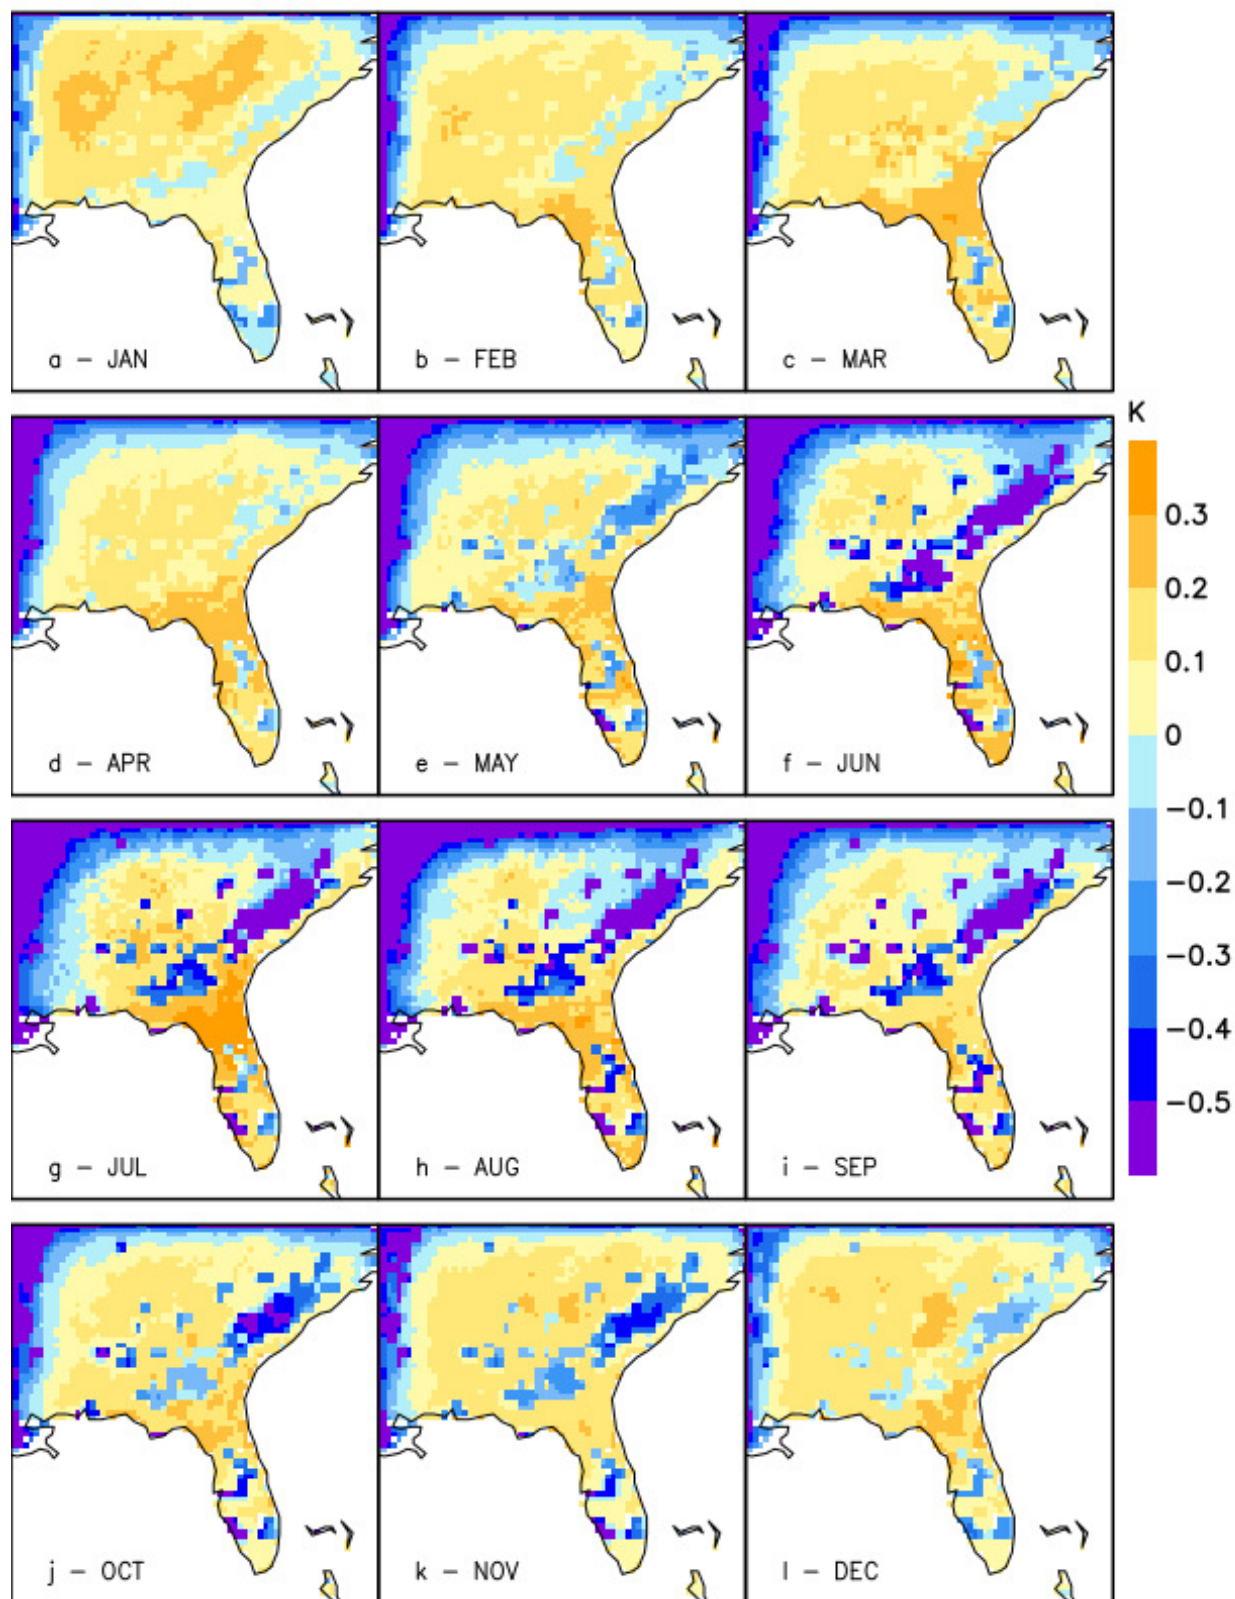 a – JAN
b – FEB
c – MAR
K
d – APR
e – MAY
f – JUN
0.3
0.2
0.1
0
−0.1
−0.2
−0.3
−0.4
−0.5
g – JUL
h – AUG
i – SEP
j – OCT
k – NOV
l – DEC